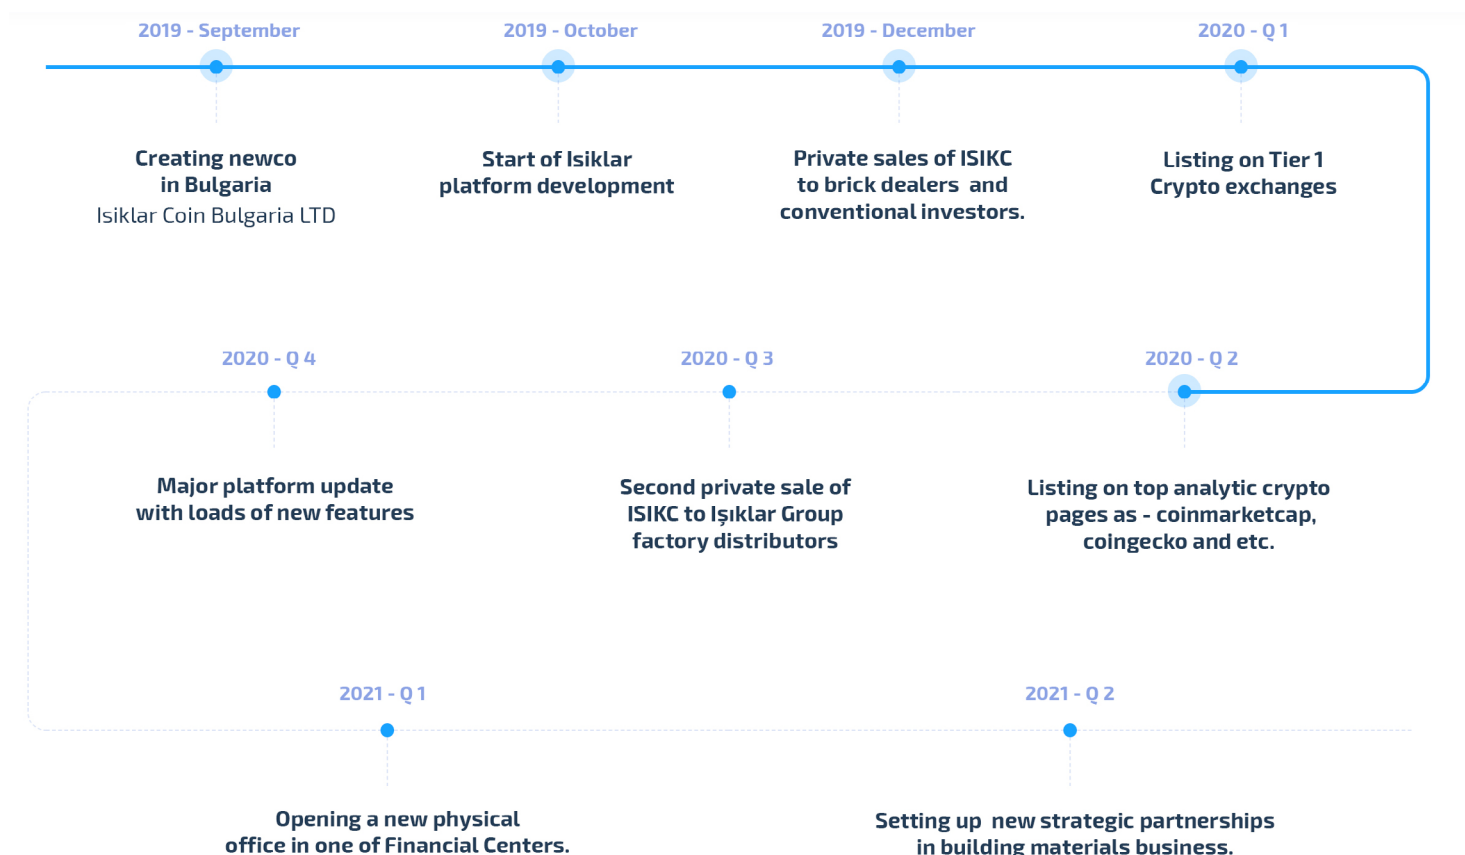 2019 - September
2019 - October
2019 - December
2020 - Q 1
Creating newco
in Bulgaria
Isiklar Coin Bulgaria LTD
Start of Isiklar
platform development
Private sales of ISIKC
to brick dealers  and
conventional investors.
Listing on Tier 1
Crypto exchanges
2020 - Q 4
2020 - Q 3
2020 - Q 2
Major platform update
with loads of new features
Second private sale of
ISIKC to Işıklar Group
factory distributors
Listing on top analytic crypto
pages as - coinmarketcap,
coingecko and etc.
2021 - Q 1
2021 - Q 2
Opening a new physical
office in one of Financial Centers.
Setting up  new strategic partnerships
in building materials business.